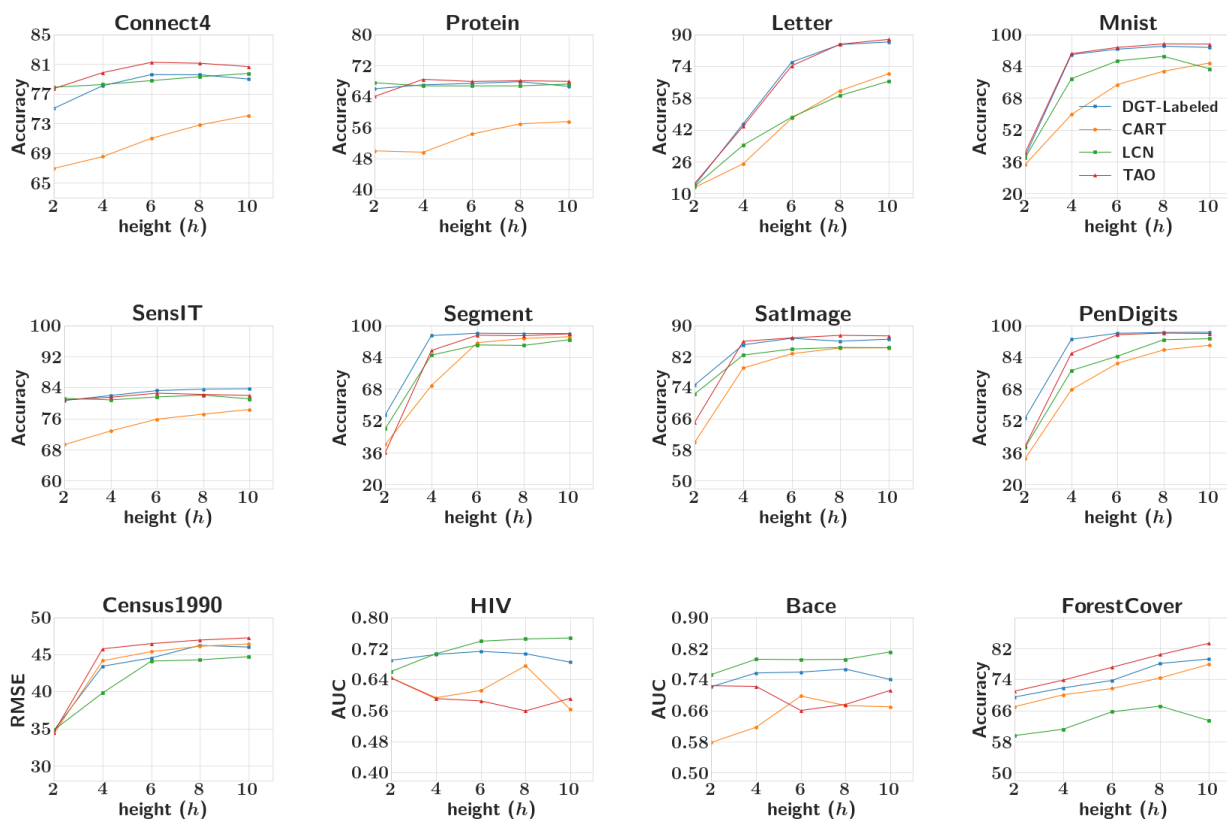 Connect4
85
81
77
73
69
65
Accuracy
2 4 6 8 10
height (h)
Protein
80
72
64
56
48
40
Accuracy
2 4 6 8 10
height (h)
Letter
90
74
58
42
26
10
Accuracy
2 4 6 8 10
height (h)
Mnist
100
84
68
52
36
20
Accuracy
DGT-Labeled
CART
LCN
TAO
2 4 6 8 10
height (h)
SensIT
100
92
84
76
68
60
Accuracy
2 4 6 8 10
height (h)
Segment
100
84
68
52
36
20
Accuracy
2 4 6 8 10
height (h)
SatImage
90
82
74
66
58
50
Accuracy
2 4 6 8 10
height (h)
PenDigits
100
84
68
52
36
20
Accuracy
2 4 6 8 10
height (h)
Census1990
50
45
40
35
30
RMSE
2 4 6 8 10
height (h)
HIV
0.80
0.72
0.64
0.56
0.48
0.40
AUC
2 4 6 8 10
height (h)
Bace
0.90
0.82
0.74
0.66
0.58
0.50
AUC
2 4 6 8 10
height (h)
ForestCover
82
74
66
58
50
Accuracy
2 4 6 8 10
height (h)